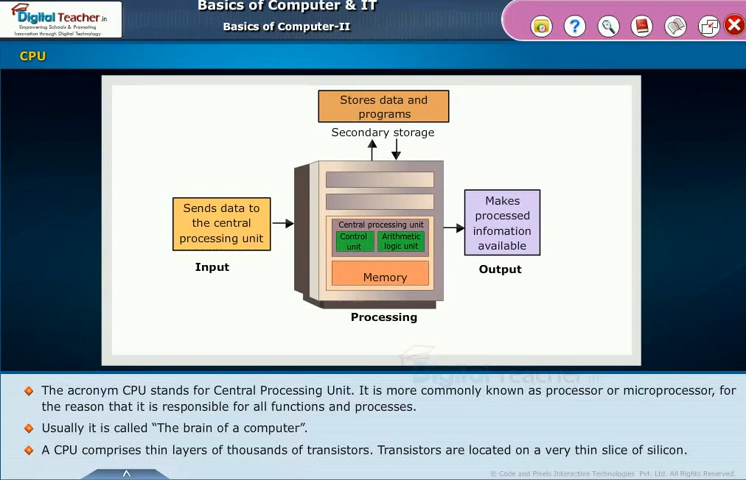 Digital Teacher.in
Empowering Schools & Promoting
Innovation through Digital Technology
Basics of Computer & IT
Basics of Computer-II
CPU
Stores data and
programs
Secondary storage
Sends data to
the central
processing unit
Input
Central processing unit
Control
unit
Arithmetic
logic unit
Memory
Processing
Makes
processed
infomation
available
Output
Digital Teacher.in
The acronym CPU stands for Central Processing Unit. It is more commonly known as processor or microprocessor, for
the reason that it is responsible for all functions and processes.
Usually it is called “The brain of a computer”.
A CPU comprises thin layers of thousands of transistors. Transistors are located on a very thin slice of silicon.
© Code and Pixels Interactive Technologies Pvt. Ltd. All Rights Reserved.